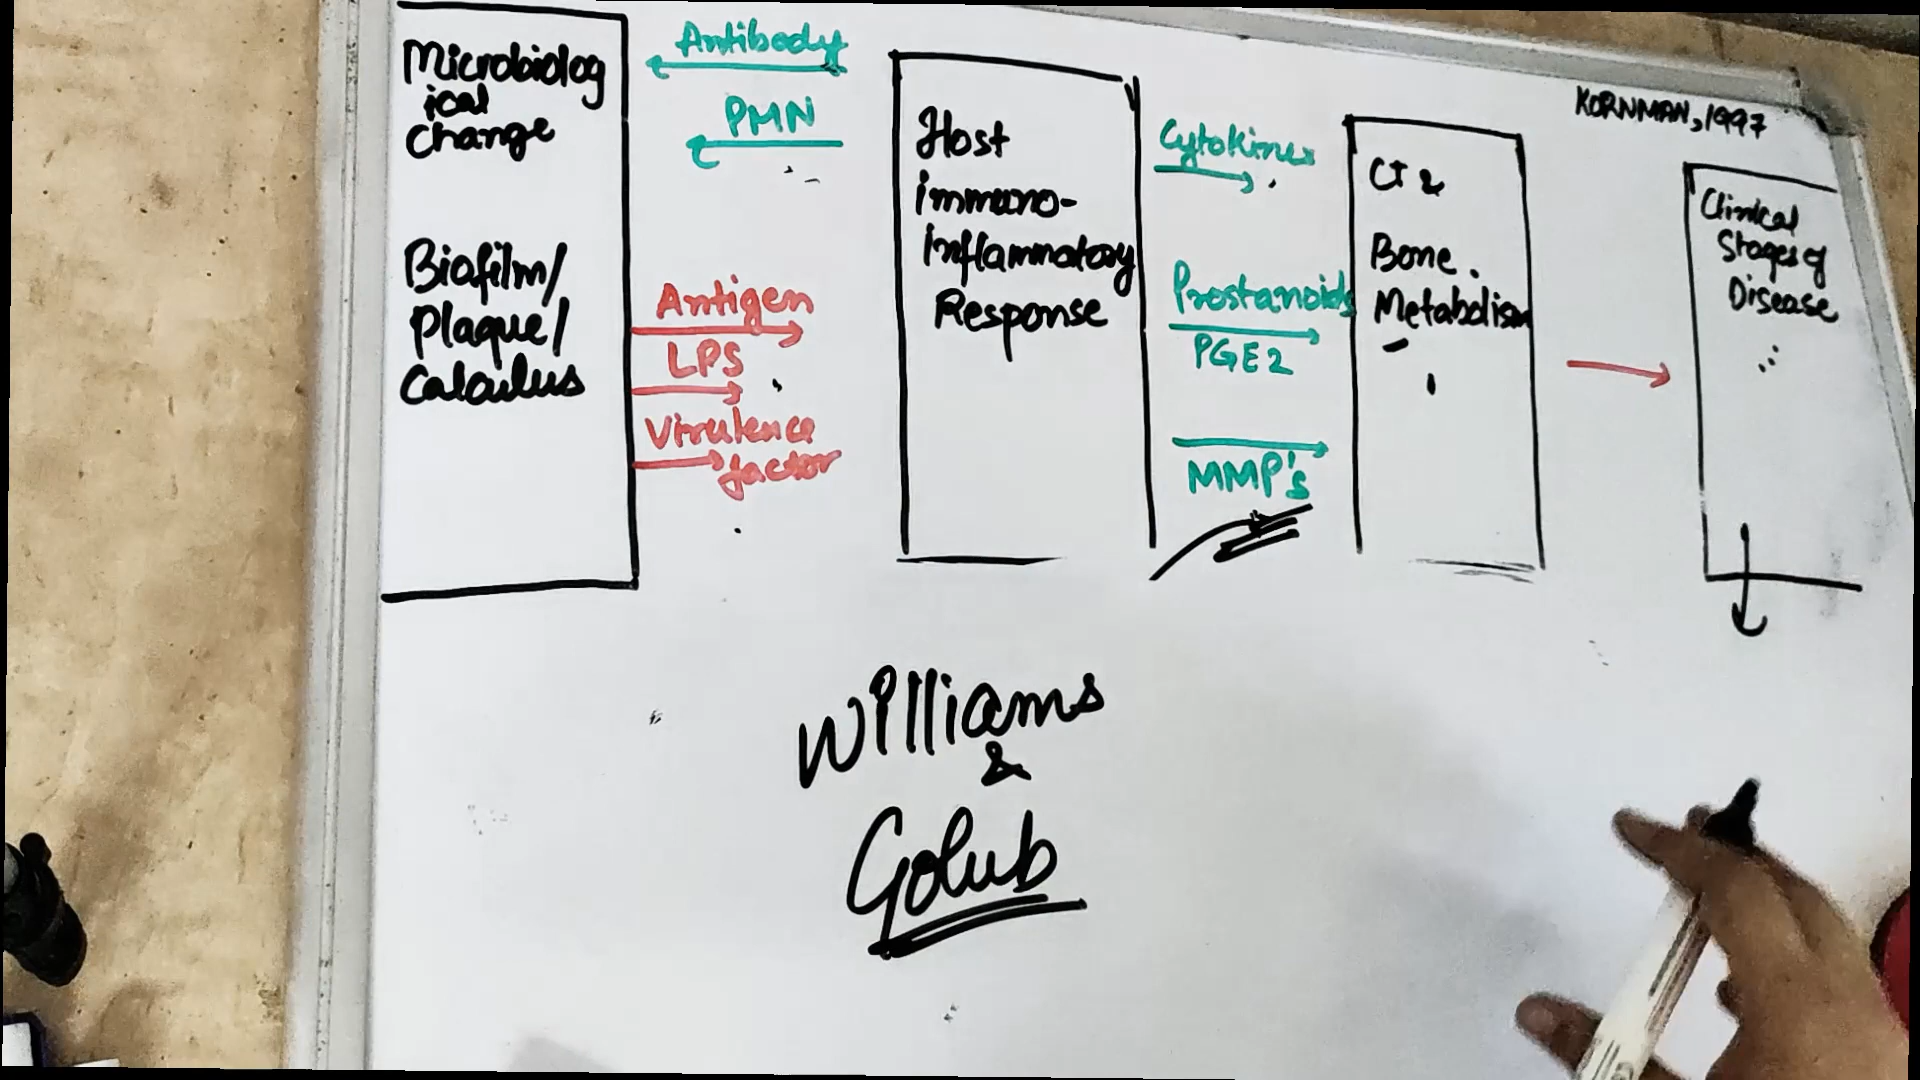 Microbiolog
ical
Change
Biofilm/
Plaque/
Calculus
Antibody
PMN
Antigen
LPS
Virulence
factor
Host
immuno-
inflammatory
Response
Cytokines
Prostanoids
PGE2
MMP's
CT &
Bone
Metabolism
KORNMAN, 1997
Clinical
Stages of
Disease
Williams
&
Golub